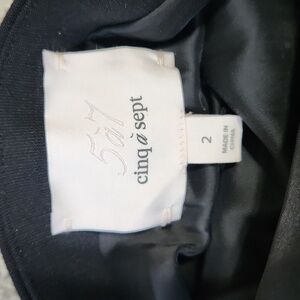 5à7
cinq à sept
2
MADE IN
CHINA